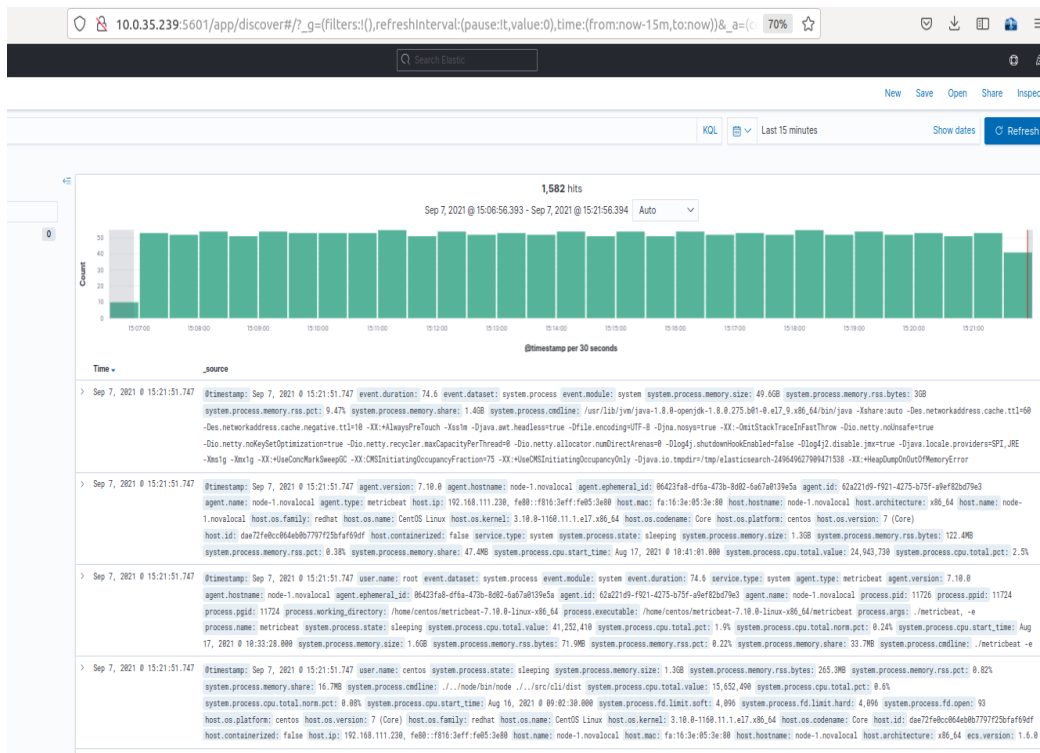 10.0.35.239:5601/app/discover#/?_g=(filters:!(),refreshInterval:(pause:!t,value:0),time:(from:now-15m,to:now))&_a=(c 70%
Search Elastic
New Save Open Share Inspec
KQL Last 15 minutes Show dates Refresh
1,582 hits
Sep 7, 2021 @ 15:06:56.393 - Sep 7, 2021 @ 15:21:56.394 Auto
0
50
40
30
20
10
0
Count
15:07:00 15:08:00 15:09:00 15:10:00 15:11:00 15:12:00 15:13:00 15:14:00 15:15:00 15:16:00 15:17:00 15:18:00 15:19:00 15:20:00 15:21:00
@timestamp per 30 seconds
Time _source
Sep 7, 2021 @ 15:21:51.747 @timestamp: Sep 7, 2021 @ 15:21:51.747 event.duration: 74.6 event.dataset: system.process event.module: system system.process.memory.size: 49.6GB system.process.memory.rss.bytes: 3GB
system.process.memory.rss.pct: 9.47% system.process.memory.share: 1.4GB system.process.cmdline: /usr/lib/jvm/java-1.8.0-openjdk-1.8.0.275.b01-0.el7_9.x86_64/bin/java -Xshare:auto -Des.networkaddress.cache.ttl=60
-Des.networkaddress.cache.negative.ttl=10 -XX:+AlwaysPreTouch -Xss1m -Djava.awt.headless=true -Dfile.encoding=UTF-8 -Djna.nosys=true -XX:-OmitStackTraceInFastThrow -Dio.netty.noUnsafe=true
-Dio.netty.noKeySetOptimization=true -Dio.netty.recycler.maxCapacityPerThread=0 -Dio.netty.allocator.numDirectArenas=0 -Dlog4j.shutdownHookEnabled=false -Dlog4j2.disable.jmx=true -Djava.locale.providers=SPI,JRE
-Xms1g -Xmx1g -XX:+UseConcMarkSweepGC -XX:CMSInitiatingOccupancyFraction=75 -XX:+UseCMSInitiatingOccupancyOnly -Djava.io.tmpdir=/tmp/elasticsearch-249649627909471538 -XX:+HeapDumpOnOutOfMemoryError
Sep 7, 2021 @ 15:21:51.747 @timestamp: Sep 7, 2021 @ 15:21:51.747 agent.version: 7.10.0 agent.hostname: node-1.novalocal agent.ephemeral_id: 06423fa8-df6a-473b-8d02-6a67a0139e5a agent.id: 62a221d9-f921-4275-b75f-a9ef82bd79e3
agent.name: node-1.novalocal agent.type: metricbeat host.ip: 192.168.111.230, fe80::f816:3eff:fe05:3e80 host.mac: fa:16:3e:05:3e:80 host.hostname: node-1.novalocal host.architecture: x86_64 host.name: node-
1.novalocal host.os.family: redhat host.os.name: CentOS Linux host.os.kernel: 3.10.0-1160.11.1.el7.x86_64 host.os.codename: Core host.os.platform: centos host.os.version: 7 (Core)
host.id: dae72fe0cc064eb0b7797f25bfaf69df host.containerized: false service.type: system system.process.state: sleeping system.process.memory.size: 1.3GB system.process.memory.rss.bytes: 122.4MB
system.process.memory.rss.pct: 0.38% system.process.memory.share: 47.4MB system.process.cpu.start_time: Aug 17, 2021 @ 10:41:01.000 system.process.cpu.total.value: 24,943,730 system.process.cpu.total.pct: 2.5%
Sep 7, 2021 @ 15:21:51.747 @timestamp: Sep 7, 2021 @ 15:21:51.747 user.name: root event.dataset: system.process event.module: system event.duration: 74.6 service.type: system agent.type: metricbeat agent.version: 7.10.0
agent.hostname: node-1.novalocal agent.ephemeral_id: 06423fa8-df6a-473b-8d02-6a67a0139e5a agent.id: 62a221d9-f921-4275-b75f-a9ef82bd79e3 agent.name: node-1.novalocal process.pid: 11726 process.ppid: 11724
process.pgid: 11724 process.working_directory: /home/centos/metricbeat-7.10.0-linux-x86_64 process.executable: /home/centos/metricbeat-7.10.0-linux-x86_64/metricbeat process.args: ./metricbeat, -e
process.name: metricbeat system.process.state: sleeping system.process.cpu.total.value: 41,252,410 system.process.cpu.total.pct: 1.9% system.process.cpu.total.norm.pct: 0.24% system.process.cpu.start_time: Aug
17, 2021 @ 10:33:28.000 system.process.memory.size: 1.6GB system.process.memory.rss.bytes: 71.9MB system.process.memory.rss.pct: 0.22% system.process.memory.share: 33.7MB system.process.cmdline: ./metricbeat -e
Sep 7, 2021 @ 15:21:51.747 @timestamp: Sep 7, 2021 @ 15:21:51.747 user.name: centos system.process.state: sleeping system.process.memory.size: 1.3GB system.process.memory.rss.bytes: 265.3MB system.process.memory.rss.pct: 0.82%
system.process.memory.share: 16.7MB system.process.cmdline: ./../node/bin/node ./../src/cli/dist system.process.cpu.total.value: 15,652,490 system.process.cpu.total.pct: 0.6%
system.process.cpu.total.norm.pct: 0.08% system.process.cpu.start_time: Aug 16, 2021 @ 09:02:30.000 system.process.fd.limit.soft: 4,096 system.process.fd.limit.hard: 4,096 system.process.fd.open: 93
host.os.platform: centos host.os.version: 7 (Core) host.os.family: redhat host.os.name: CentOS Linux host.os.kernel: 3.10.0-1160.11.1.el7.x86_64 host.os.codename: Core host.id: dae72fe0cc064eb0b7797f25bfaf69df
host.containerized: false host.ip: 192.168.111.230, fe80::f816:3eff:fe05:3e80 host.name: node-1.novalocal host.mac: fa:16:3e:05:3e:80 host.hostname: node-1.novalocal host.architecture: x86_64 ecs.version: 1.6.0